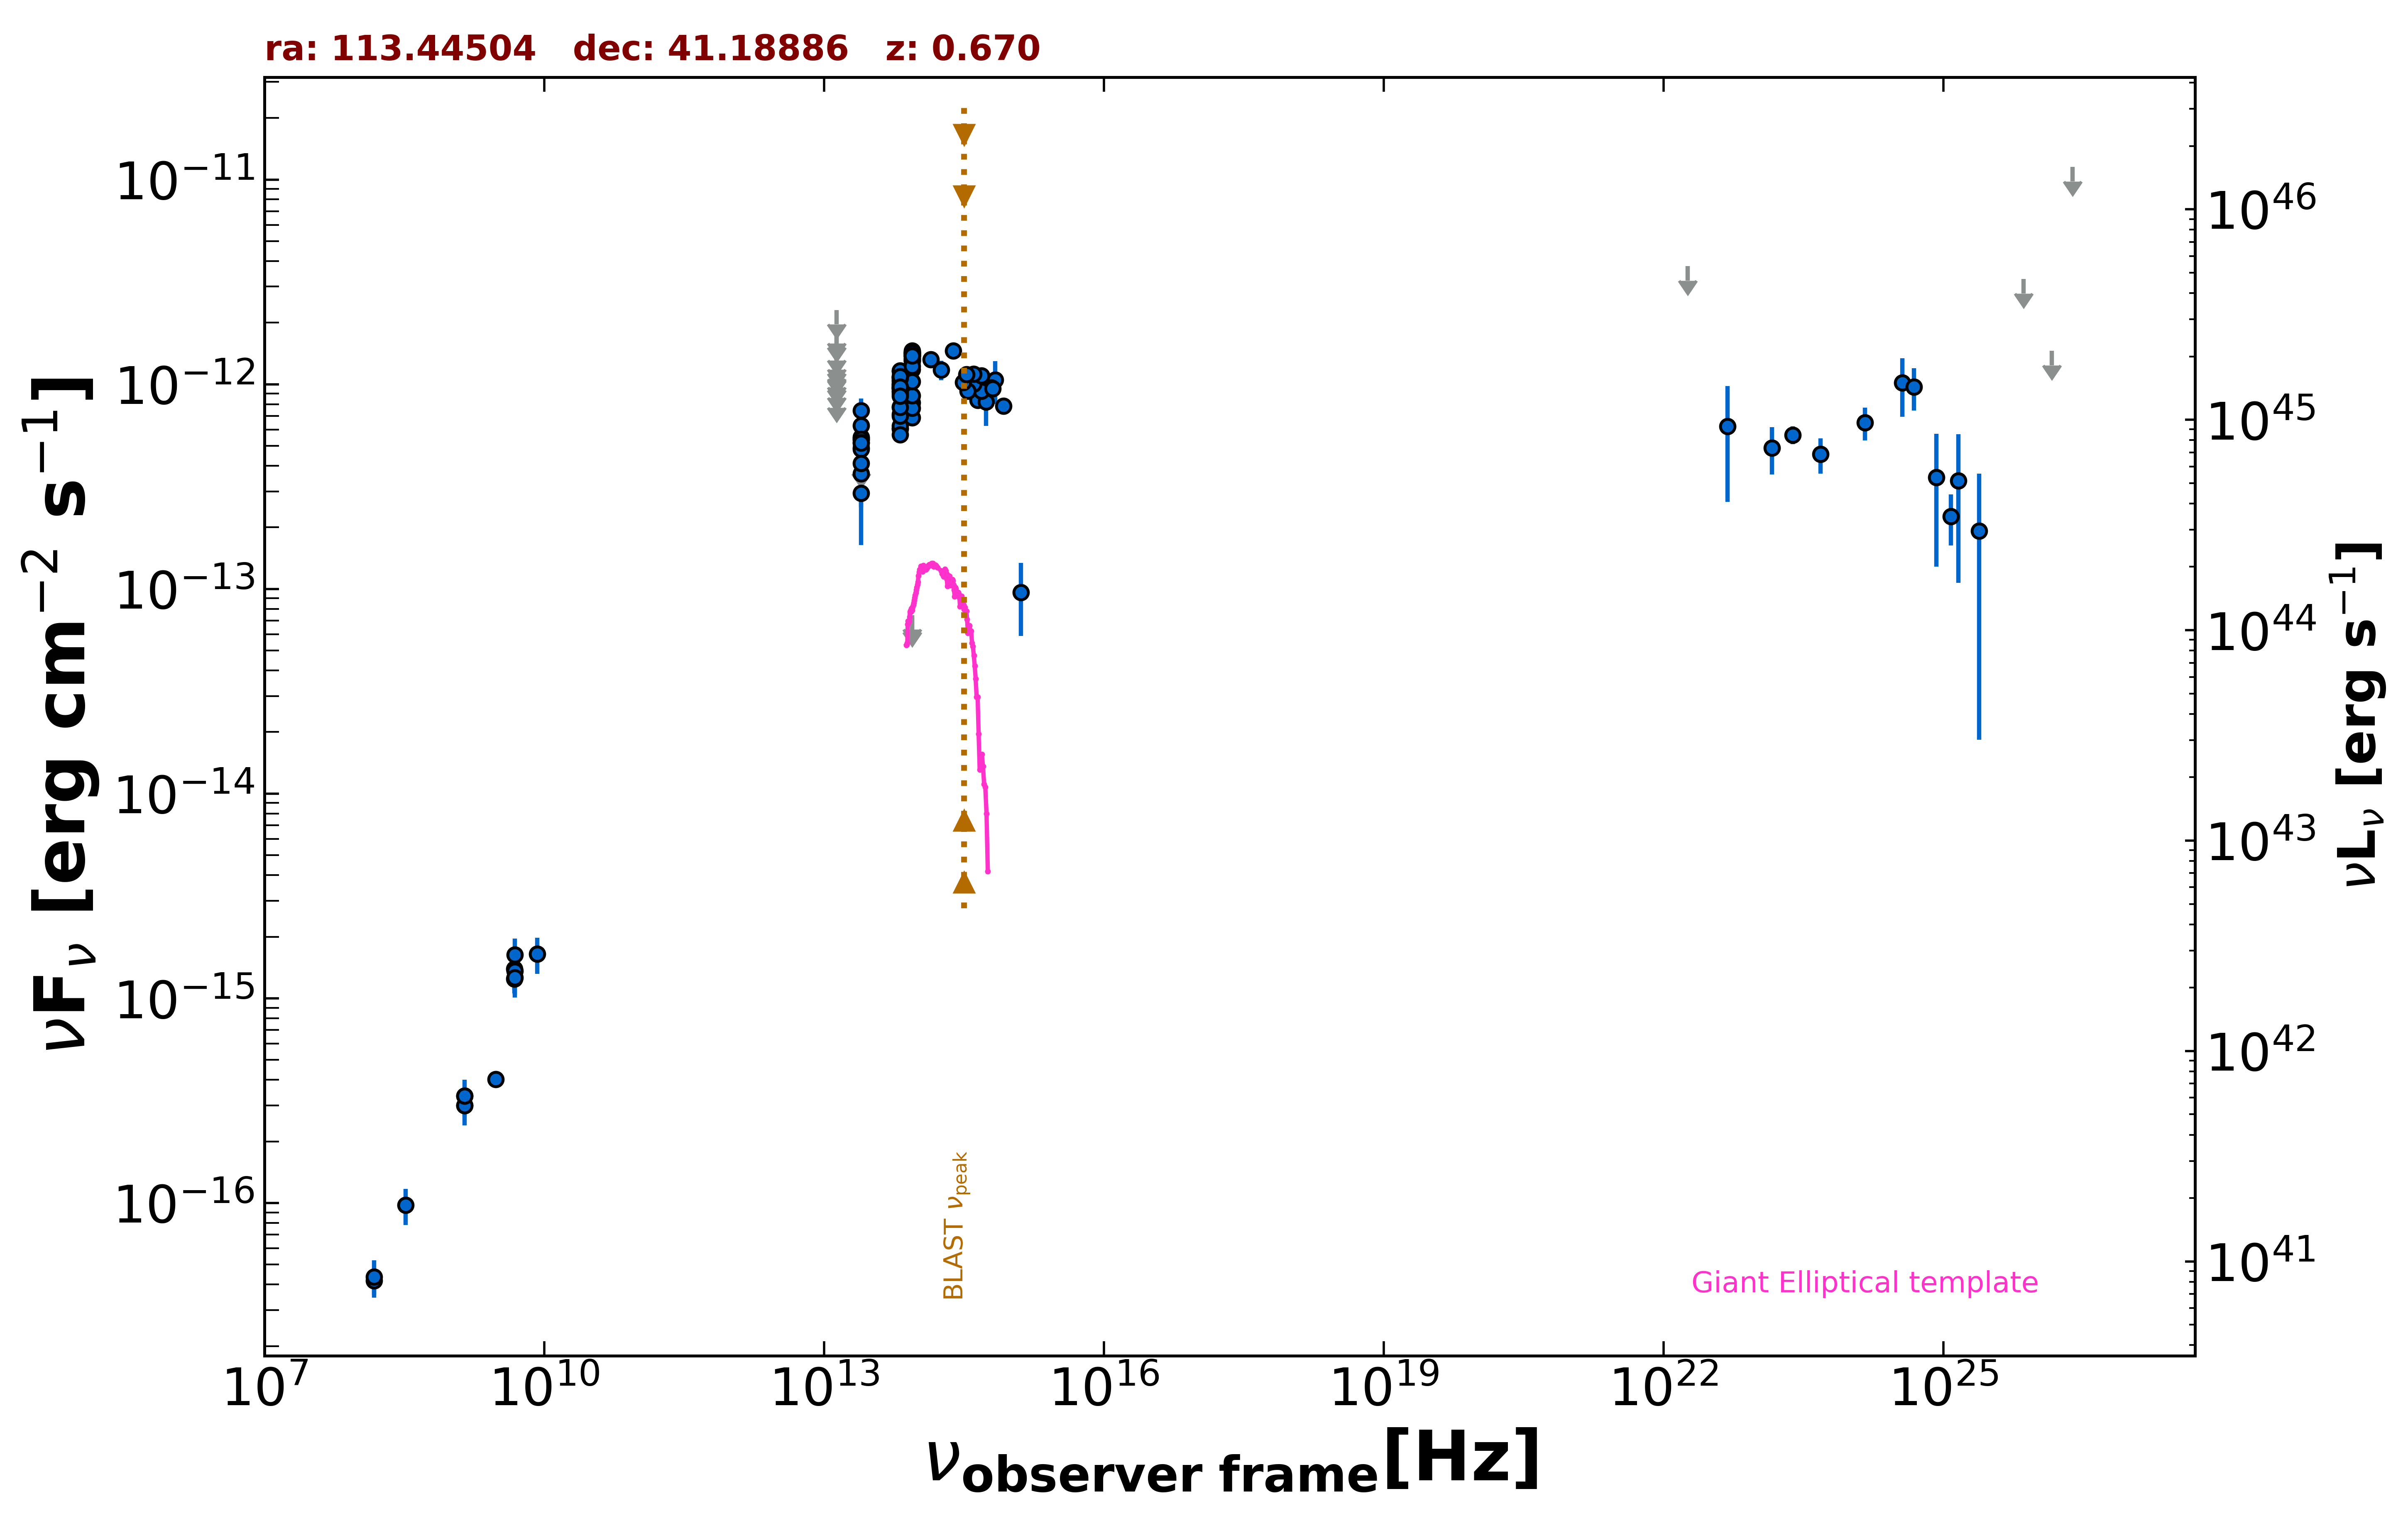 ra: 113.44504   dec: 41.18886   z: 0.670
νF_ν [erg cm⁻² s⁻¹]
10⁻¹¹
10⁻¹²
10⁻¹³
10⁻¹⁴
10⁻¹⁵
10⁻¹⁶
10⁴⁶
10⁴⁵
10⁴⁴
10⁴³
10⁴²
10⁴¹
νL_ν [erg s⁻¹]
BLAST ν_peak
Giant Elliptical template
10⁷ 10¹⁰ 10¹³ 10¹⁶ 10¹⁹ 10²² 10²⁵
ν_observer frame [Hz]